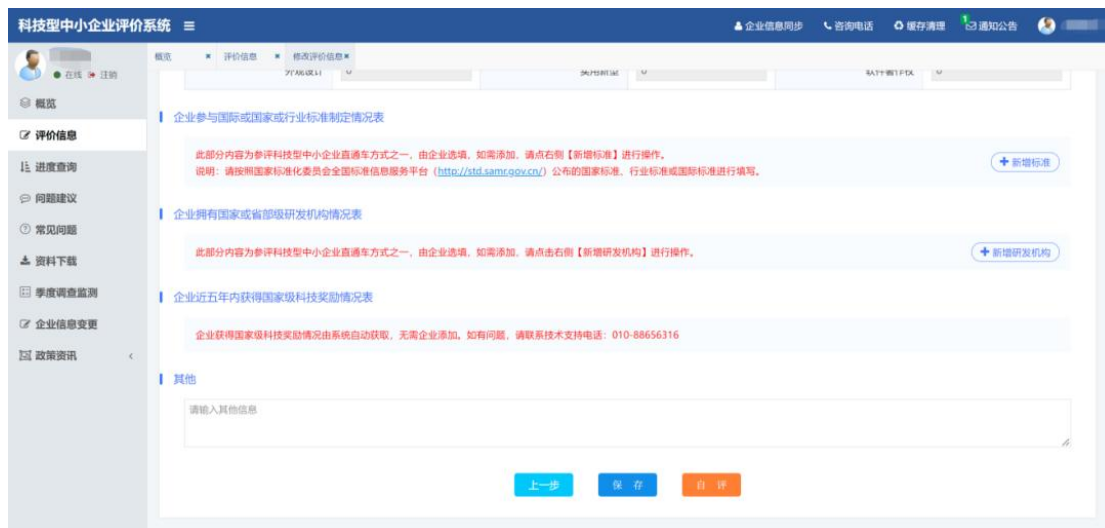 科技型中小企业评价系统
企业信息同步 咨询电话 缓存清理 通知公告
在线 注销
概览 评价信息 修改评价信息
外观设计 0 实用新型 0 软件著作权 0
概览
评价信息
进度查询
问题建议
常见问题
资料下载
季度调查监测
企业信息变更
政策资讯
企业参与国际或国家或行业标准制定情况表
此部分内容为参评科技型中小企业直通车方式之一，由企业选填，如需添加，请点右侧【新增标准】进行操作。
说明：请按照国家标准化委员会全国标准信息服务平台（http://std.samr.gov.cn/）公布的国家标准、行业标准或国际标准进行填写。
新增标准
企业拥有国家或省部级研发机构情况表
此部分内容为参评科技型中小企业直通车方式之一，由企业选填，如需添加，请点击右侧【新增研发机构】进行操作。
新增研发机构
企业近五年内获得国家级科技奖励情况表
企业获得国家级科技奖励情况由系统自动获取，无需企业添加。如有问题，请联系技术支持电话：010-88656316
其他
请输入其他信息
上一步 保 存 自 评